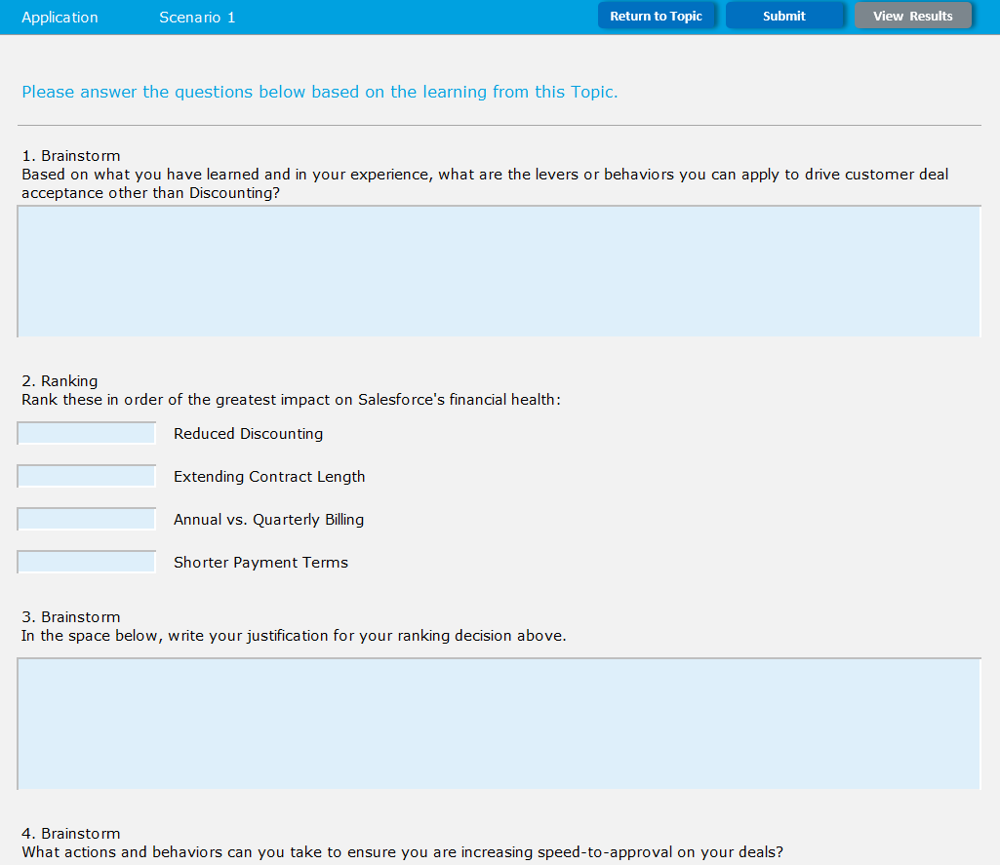 Application Scenario 1 Return to Topic Submit View Results
Please answer the questions below based on the learning from this Topic.
1. Brainstorm
Based on what you have learned and in your experience, what are the levers or behaviors you can apply to drive customer deal
acceptance other than Discounting?
2. Ranking
Rank these in order of the greatest impact on Salesforce's financial health:
Reduced Discounting
Extending Contract Length
Annual vs. Quarterly Billing
Shorter Payment Terms
3. Brainstorm
In the space below, write your justification for your ranking decision above.
4. Brainstorm
What actions and behaviors can you take to ensure you are increasing speed-to-approval on your deals?